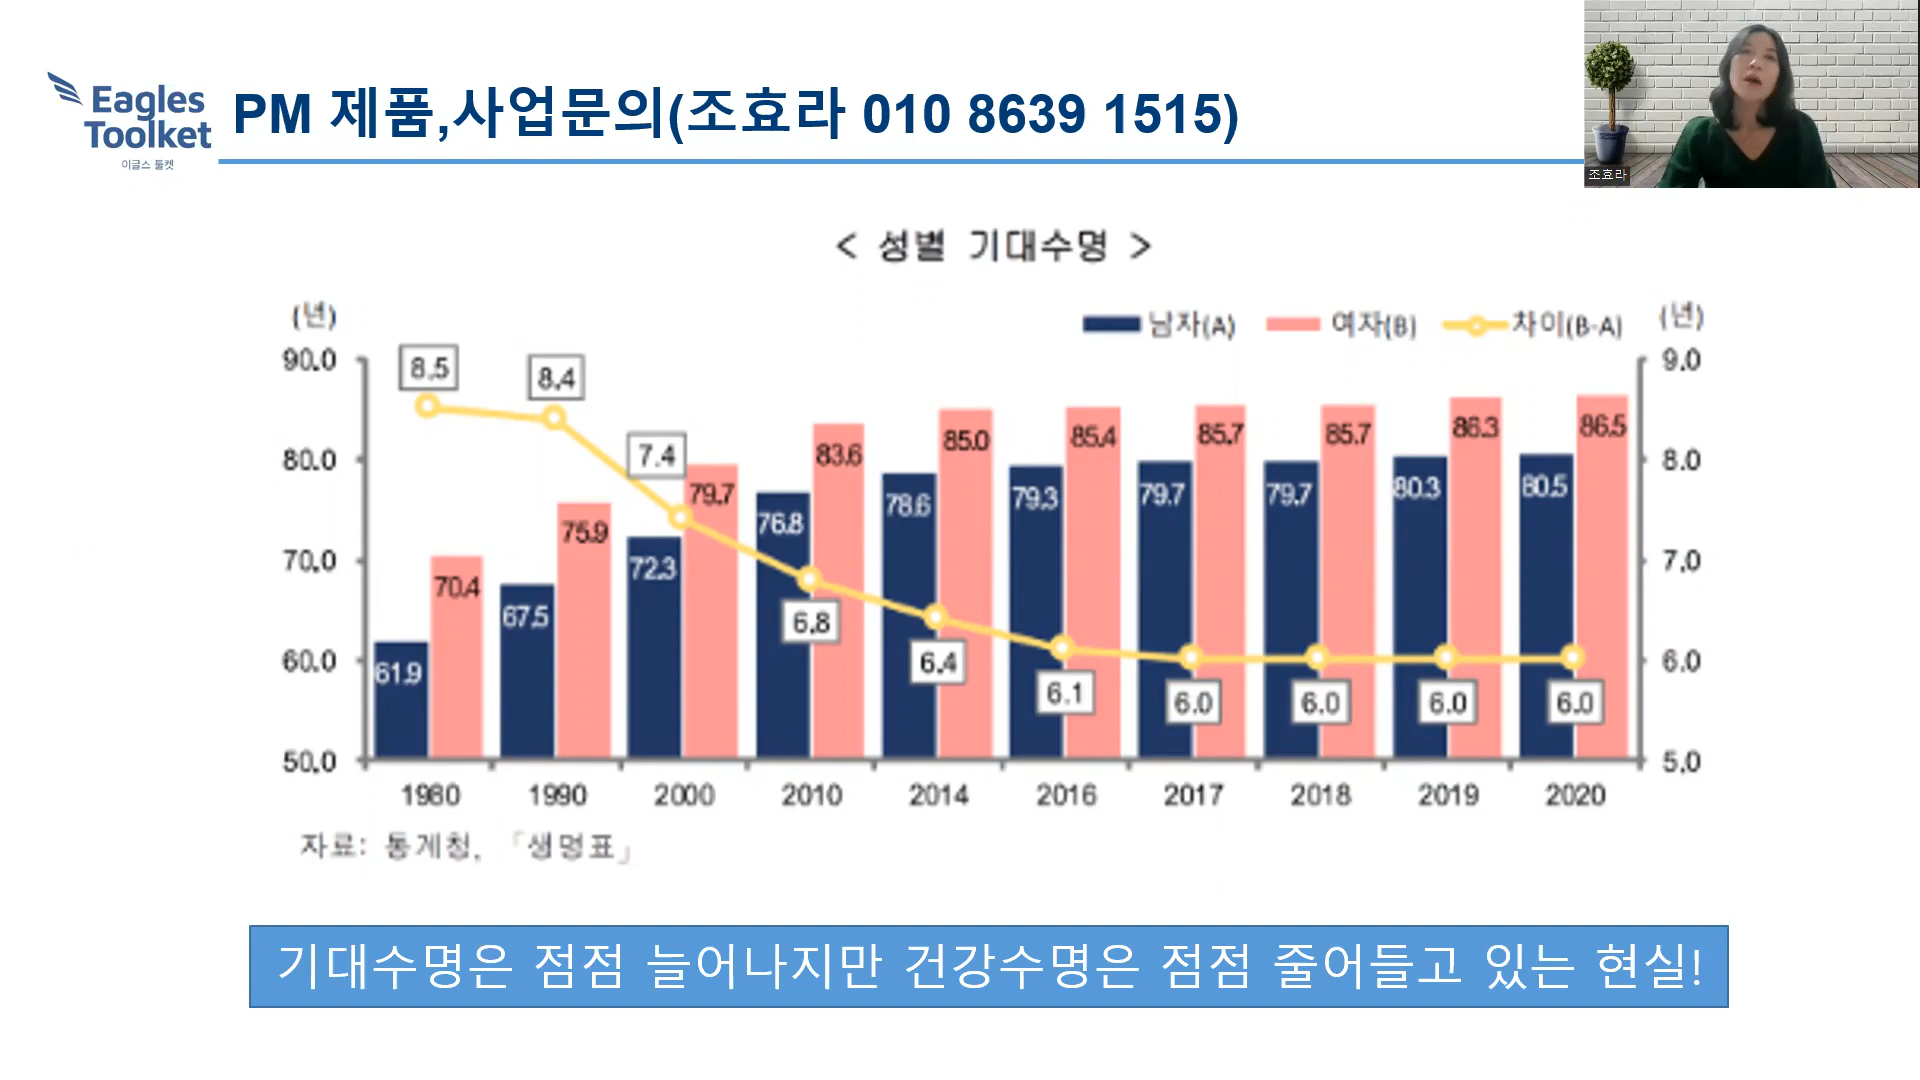 Eagles
Toolket
이글스 툴켓
PM 제품,사업문의(조효라 010 8639 1515)
조효라
< 성별 기대수명 >
(년)
남자(A) 여자(B) 차이(B-A)
(년)
90.0
80.0
70.0
60.0
50.0
8.5 8.4 7.4 6.8 6.4 6.1 6.0 6.0 6.0 6.0
61.9 70.4
67.5 75.9
72.3 79.7
76.8 83.6
78.6 85.0
79.3 85.4
79.7 85.7
79.7 85.7
80.3 86.3
80.5 86.5
9.0
8.0
7.0
6.0
5.0
1980 1990 2000 2010 2014 2016 2017 2018 2019 2020
자료: 통계청, 「생명표」
기대수명은 점점 늘어나지만 건강수명은 점점 줄어들고 있는 현실!